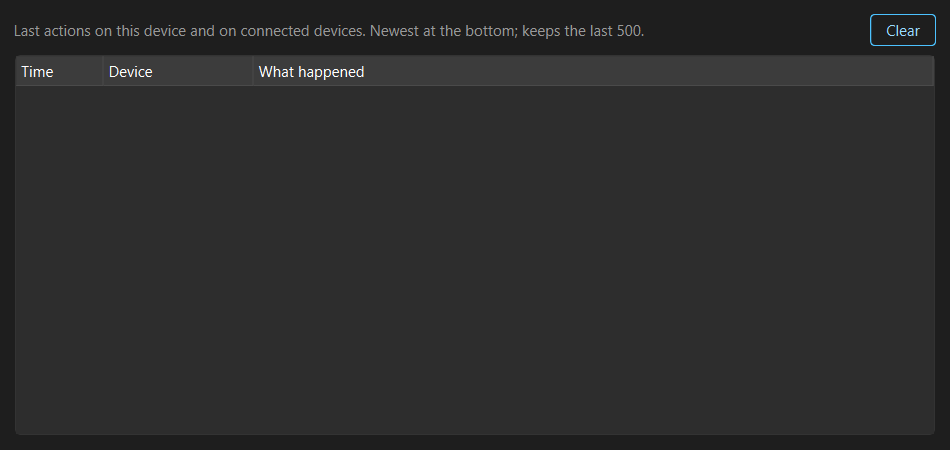 Last actions on this device and on connected devices. Newest at the bottom; keeps the last 500.
Clear
Time Device What happened